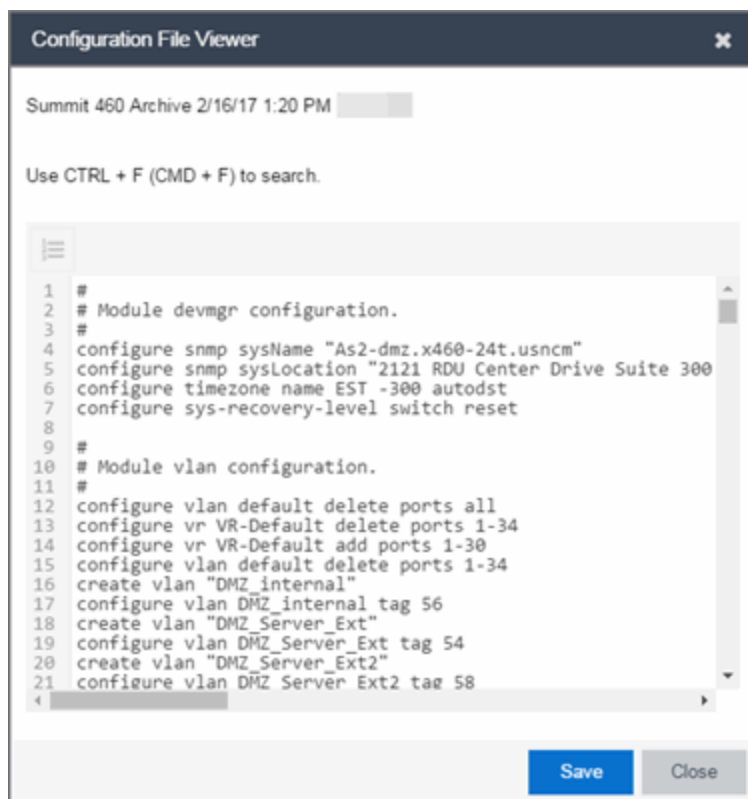 Configuration File Viewer
Summit 460 Archive 2/16/17 1:20 PM
Use CTRL + F (CMD + F) to search.
1 #
2 # Module devmgr configuration.
3 #
4 configure snmp sysName "As2-dmz.x460-24t.usncm"
5 configure snmp sysLocation "2121 RDU Center Drive Suite 300
6 configure timezone name EST -300 autodst
7 configure sys-recovery-level switch reset
8
9 #
10 # Module vlan configuration.
11 #
12 configure vlan default delete ports all
13 configure vr VR-Default delete ports 1-34
14 configure vr VR-Default add ports 1-30
15 configure vlan default delete ports 1-34
16 create vlan "DMZ_internal"
17 configure vlan DMZ_internal tag 56
18 create vlan "DMZ_Server_Ext"
19 configure vlan DMZ_Server_Ext tag 54
20 create vlan "DMZ_Server_Ext2"
21 configure vlan DMZ_Server_Ext2 tag 58
Save Close